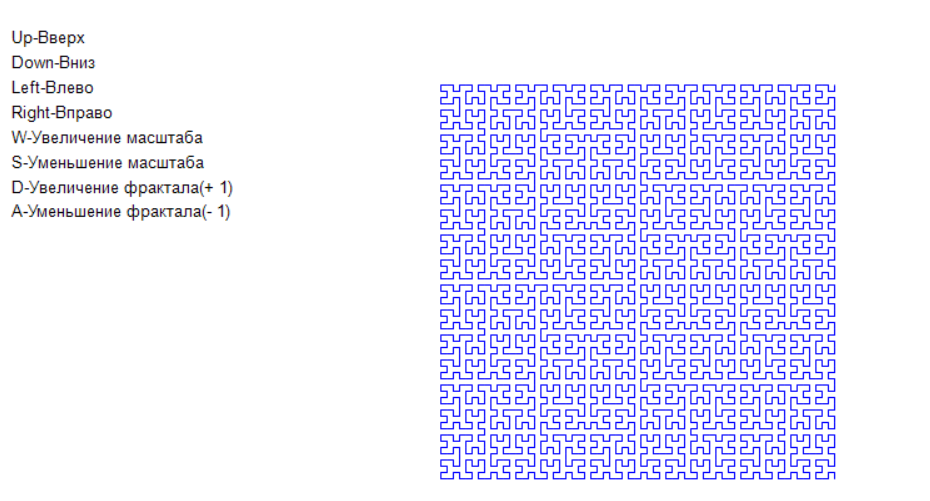 Up-Вверх
Down-Вниз
Left-Влево
Right-Вправо
W-Увеличение масштаба
S-Уменьшение масштаба
D-Увеличение фрактала(+ 1)
A-Уменьшение фрактала(- 1)